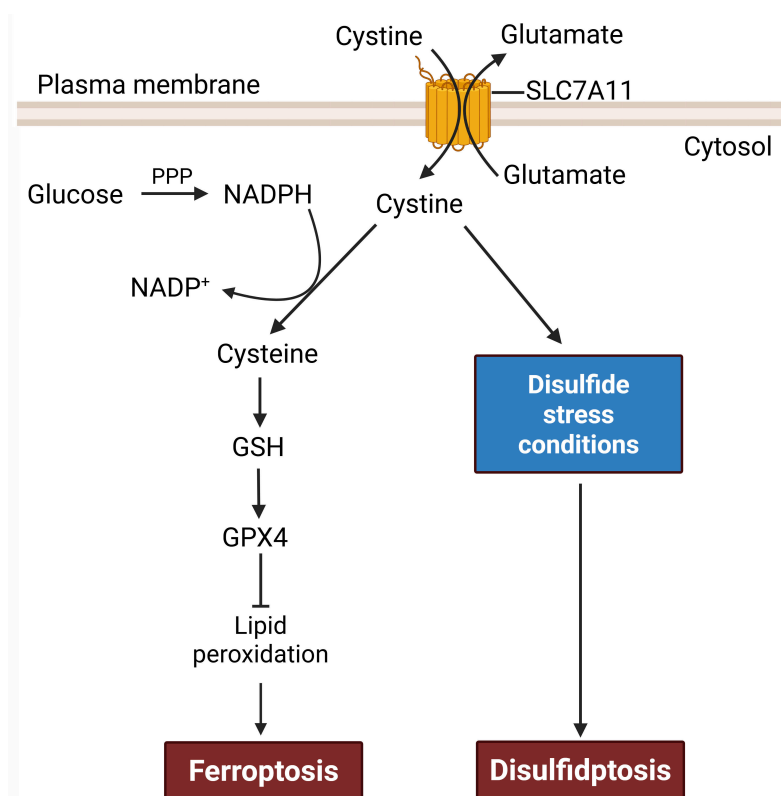 Cystine
Glutamate
Plasma membrane
SLC7A11
Cytosol
Glucose
PPP
NADPH
Glutamate
Cystine
NADP⁺
Cysteine
GSH
GPX4
Lipid
peroxidation
Ferroptosis
Disulfide
stress
conditions
Disulfidptosis